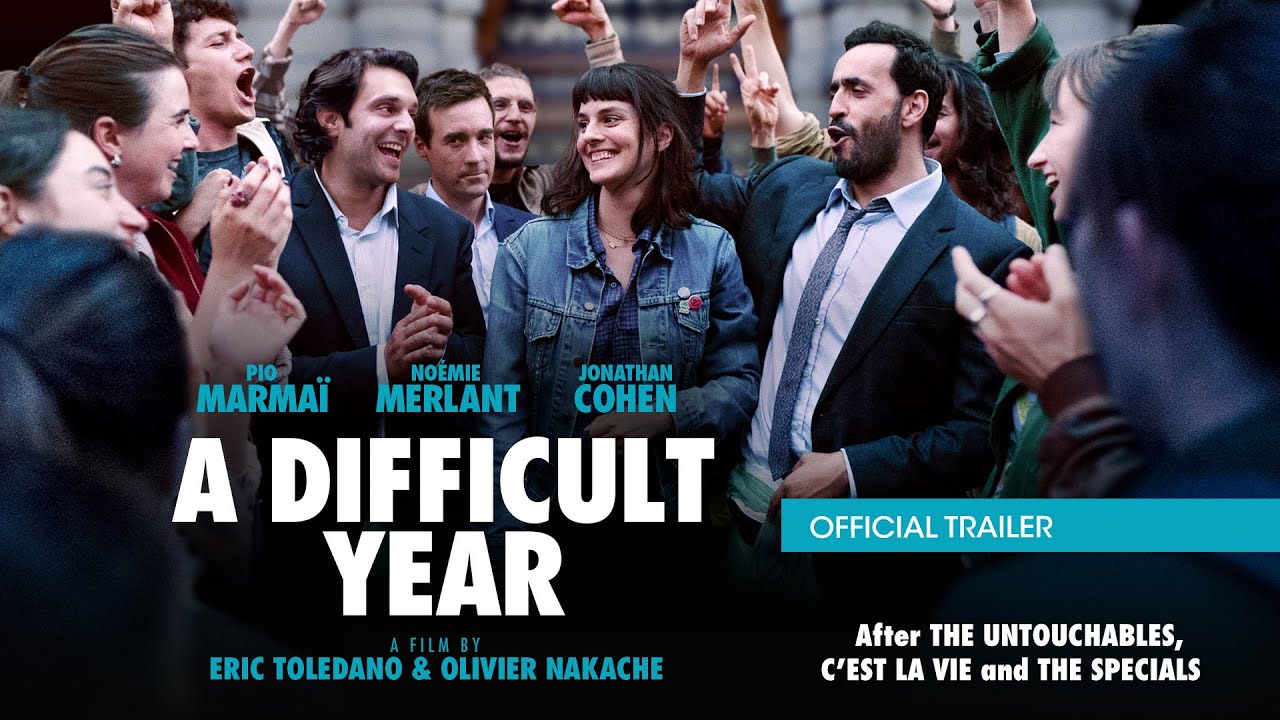 PIO
MARMAÏ
NOÉMIE
MERLANT
JONATHAN
COHEN
A DIFFICULT
YEAR
A FILM BY
ERIC TOLEDANO & OLIVIER NAKACHE
OFFICIAL TRAILER
After THE UNTOUCHABLES,
C'EST LA VIE and THE SPECIALS